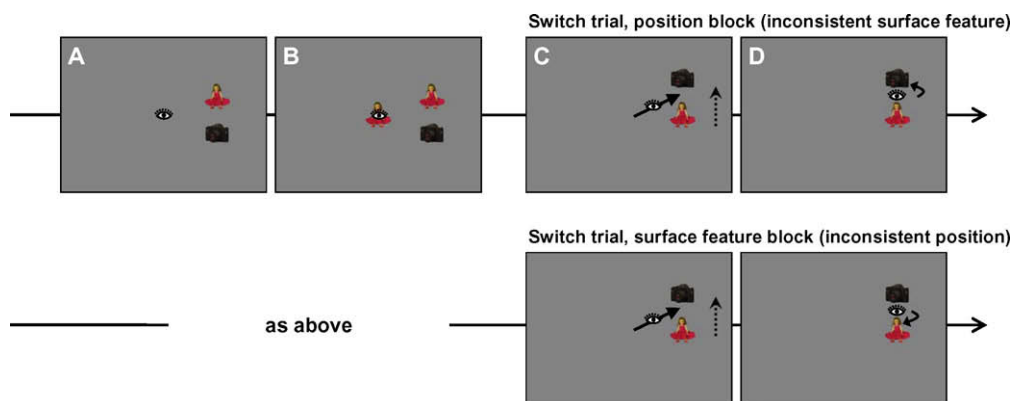 Switch trial, position block (inconsistent surface feature)
A
B
C
D
Switch trial, surface feature block (inconsistent position)
as above